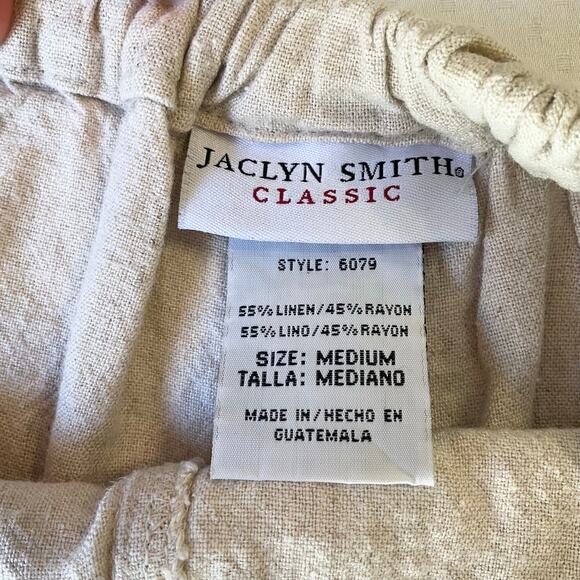 JACLYN SMITH®
CLASSIC
STYLE: 6079
55% LINEN/45% RAYON
55% LINO/45% RAYON
SIZE: MEDIUM
TALLA: MEDIANO
MADE IN/HECHO EN
GUATEMALA